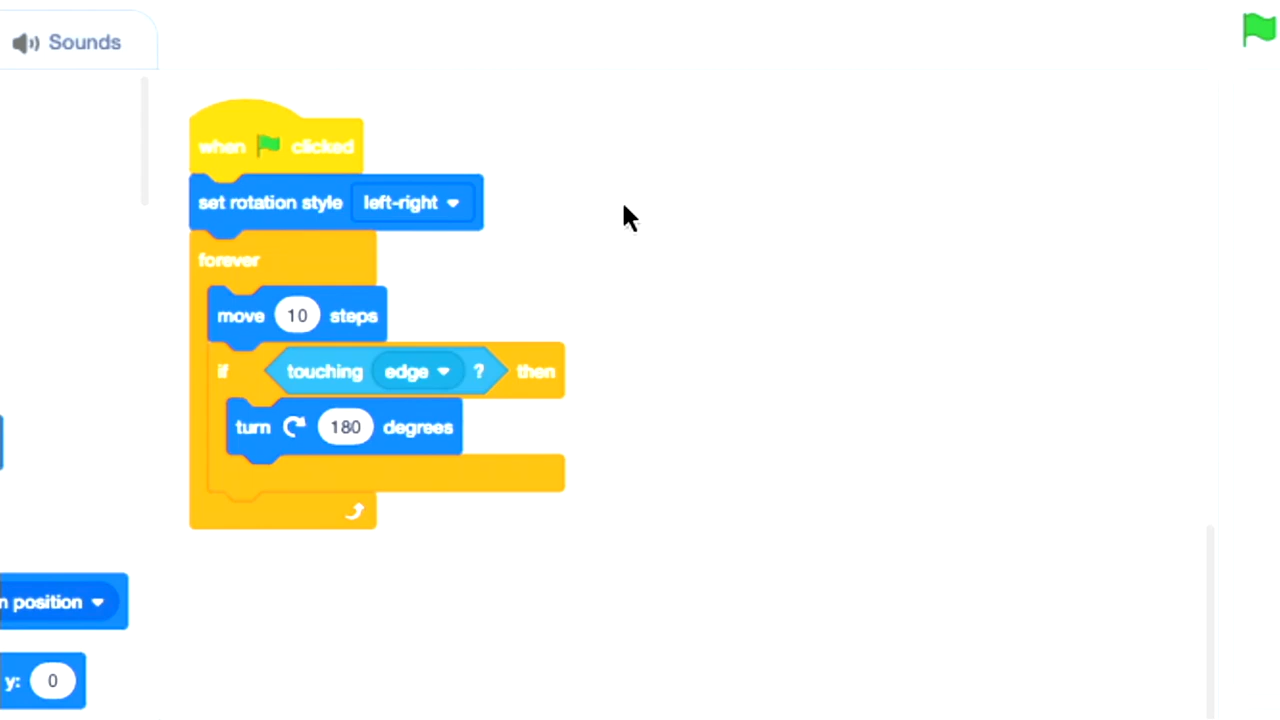 Sounds
when clicked
set rotation style left-right
forever
move 10 steps
if touching edge ? then
turn 180 degrees
n position
y: 0